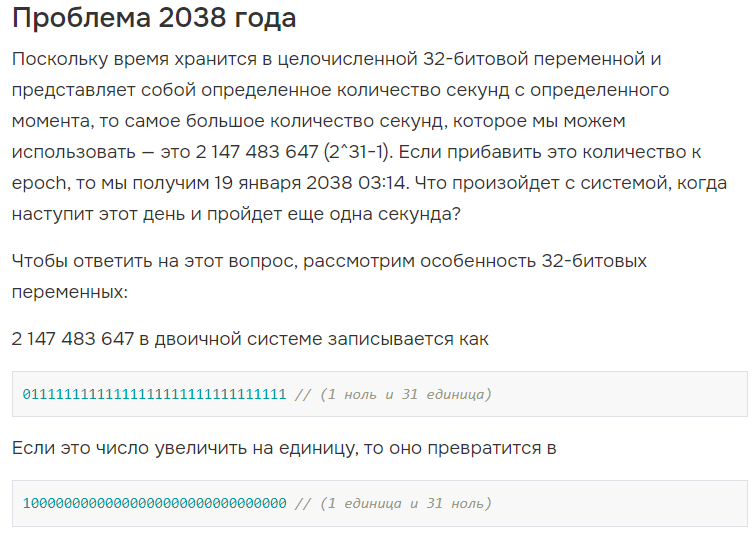 Проблема 2038 года
Поскольку время хранится в целочисленной 32-битовой переменной и
представляет собой определенное количество секунд с определенного
момента, то самое большое количество секунд, которое мы можем
использовать — это 2 147 483 647 (2^31-1). Если прибавить это количество к
epoch, то мы получим 19 января 2038 03:14. Что произойдет с системой, когда
наступит этот день и пройдет еще одна секунда?
Чтобы ответить на этот вопрос, рассмотрим особенность 32-битовых
переменных:
2 147 483 647 в двоичной системе записывается как
01111111111111111111111111111111 // (1 ноль и 31 единица)
Если это число увеличить на единицу, то оно превратится в
10000000000000000000000000000000 // (1 единица и 31 ноль)